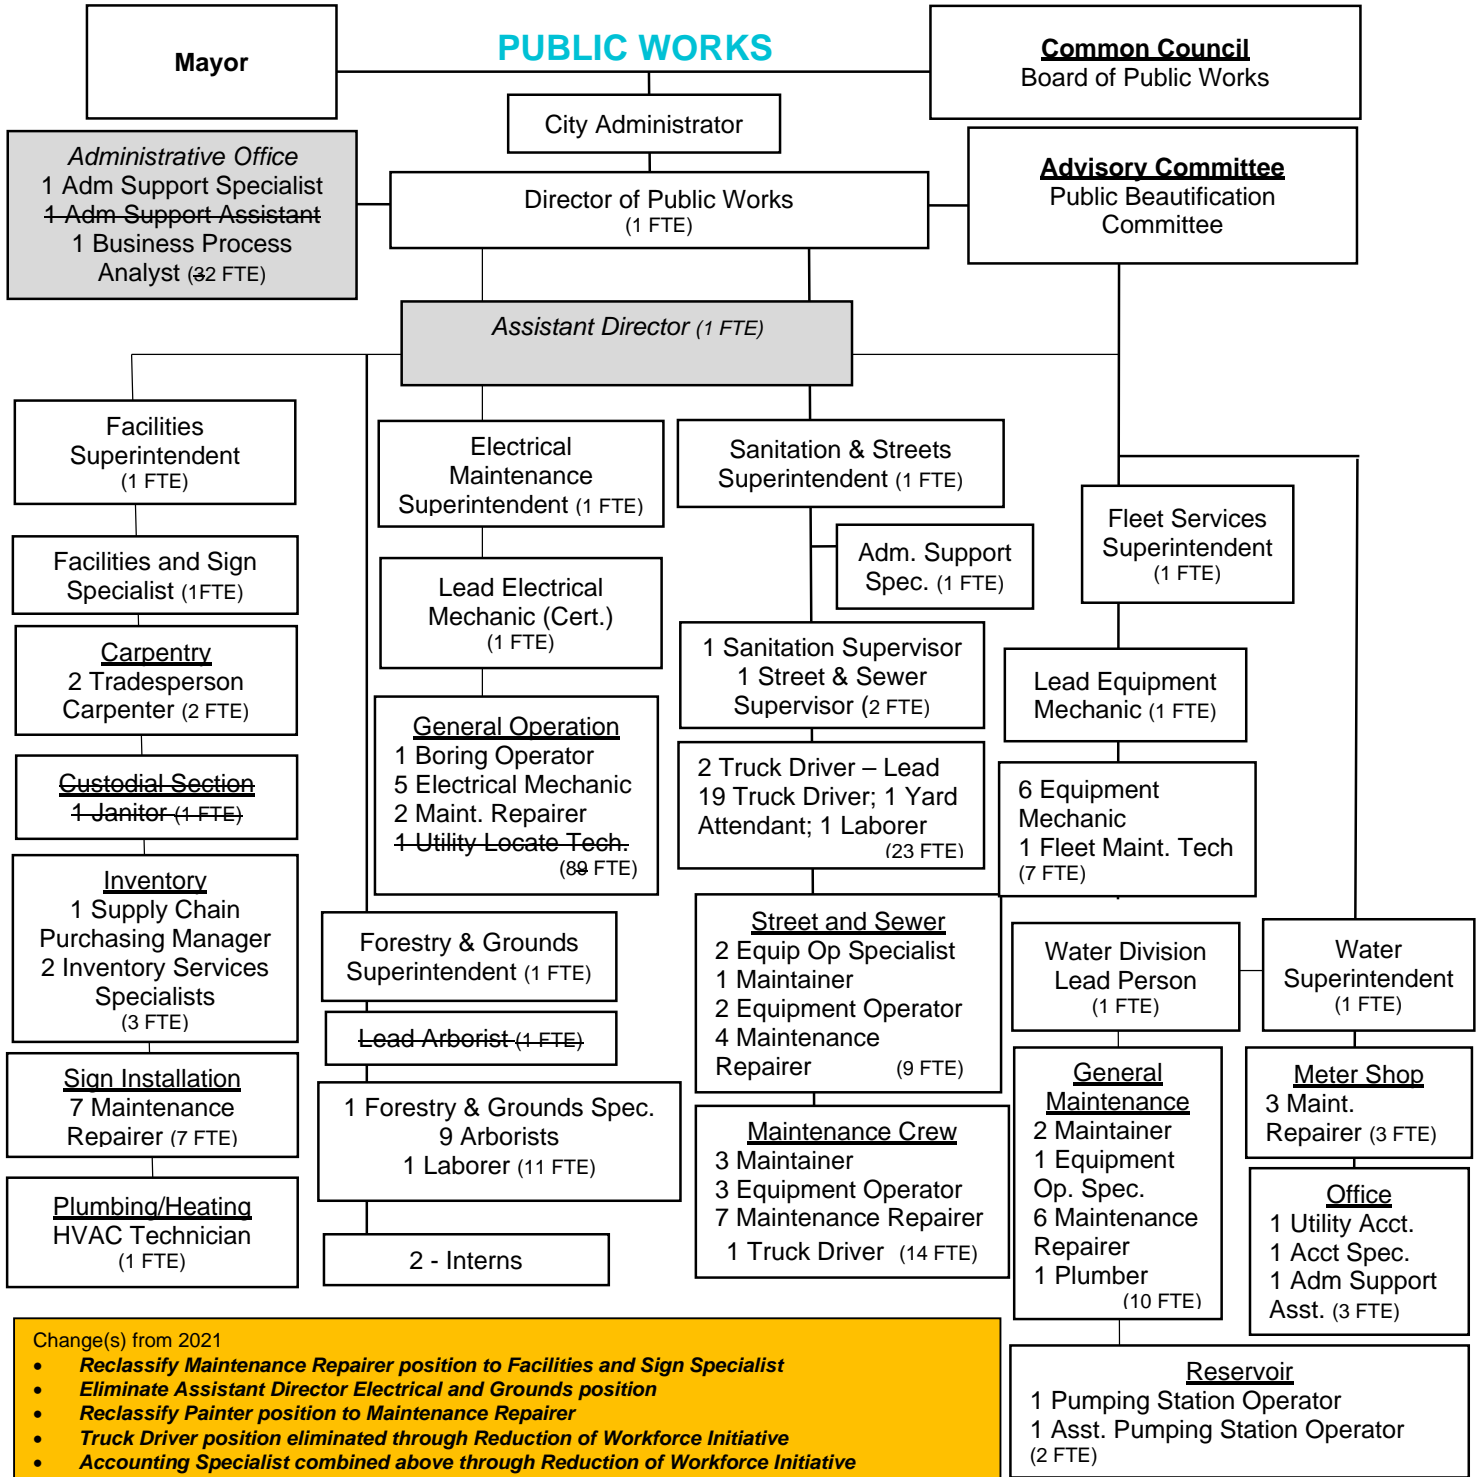 PUBLIC WORKS
Mayor
Common Council
Board of Public Works
City Administrator
Administrative Office
1 Adm Support Specialist
1 Adm Support Assistant
1 Business Process
Analyst (32 FTE)
Director of Public Works
(1 FTE)
Advisory Committee
Public Beautification
Committee
Assistant Director (1 FTE)
Facilities
Superintendent
(1 FTE)
Facilities and Sign
Specialist (1FTE)
Carpentry
2 Tradesperson
Carpenter (2 FTE)
Custodial Section
1 Janitor (1 FTE)
Inventory
1 Supply Chain
Purchasing Manager
2 Inventory Services
Specialists
(3 FTE)
Sign Installation
7 Maintenance
Repairer (7 FTE)
Plumbing/Heating
HVAC Technician
(1 FTE)
Electrical
Maintenance
Superintendent (1 FTE)
Lead Electrical
Mechanic (Cert.)
(1 FTE)
General Operation
1 Boring Operator
5 Electrical Mechanic
2 Maint. Repairer
1 Utility Locate Tech.
(89 FTE)
Forestry & Grounds
Superintendent (1 FTE)
Lead Arborist (1 FTE)
1 Forestry & Grounds Spec.
9 Arborists
1 Laborer (11 FTE)
2 - Interns
Sanitation & Streets
Superintendent (1 FTE)
Adm. Support
Spec. (1 FTE)
1 Sanitation Supervisor
1 Street & Sewer
Supervisor (2 FTE)
2 Truck Driver – Lead
19 Truck Driver; 1 Yard
Attendant; 1 Laborer
(23 FTE)
Street and Sewer
2 Equip Op Specialist
1 Maintainer
2 Equipment Operator
4 Maintenance
Repairer (9 FTE)
Maintenance Crew
3 Maintainer
3 Equipment Operator
7 Maintenance Repairer
1 Truck Driver (14 FTE)
Fleet Services
Superintendent
(1 FTE)
Lead Equipment
Mechanic (1 FTE)
6 Equipment
Mechanic
1 Fleet Maint. Tech
(7 FTE)
Water Division
Lead Person
(1 FTE)
Water
Superintendent
(1 FTE)
General
Maintenance
2 Maintainer
1 Equipment
Op. Spec.
6 Maintenance
Repairer
1 Plumber
(10 FTE)
Meter Shop
3 Maint.
Repairer (3 FTE)
Office
1 Utility Acct.
1 Acct Spec.
1 Adm Support
Asst. (3 FTE)
Reservoir
1 Pumping Station Operator
1 Asst. Pumping Station Operator
(2 FTE)
Change(s) from 2021
• Reclassify Maintenance Repairer position to Facilities and Sign Specialist
• Eliminate Assistant Director Electrical and Grounds position
• Reclassify Painter position to Maintenance Repairer
• Truck Driver position eliminated through Reduction of Workforce Initiative
• Accounting Specialist combined above through Reduction of Workforce Initiative